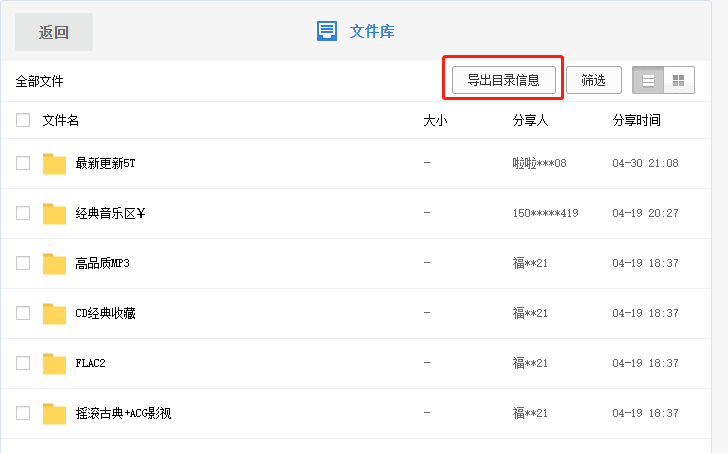 返回 文件库
全部文件 导出目录信息 筛选
文件名 大小 分享人 分享时间
最新更新5T - 啦啦***08 04-30 21:08
经典音乐区¥ - 150*****419 04-19 20:27
高品质MP3 - 福**21 04-19 18:37
CD经典收藏 - 福**21 04-19 18:37
FLAC2 - 福**21 04-19 18:37
摇滚古典+ACG影视 - 福**21 04-19 18:37